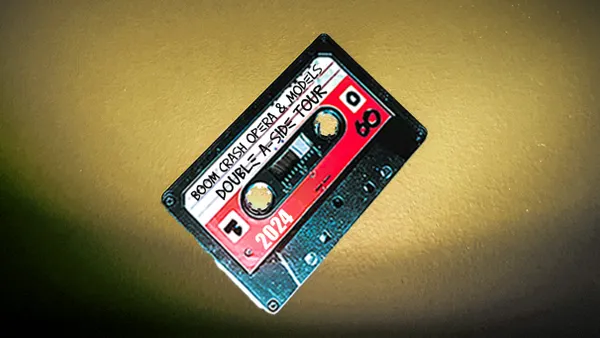 BOOM CRASH OPERA & MODELS
DOUBLE A-SIDE TOUR
60
2024